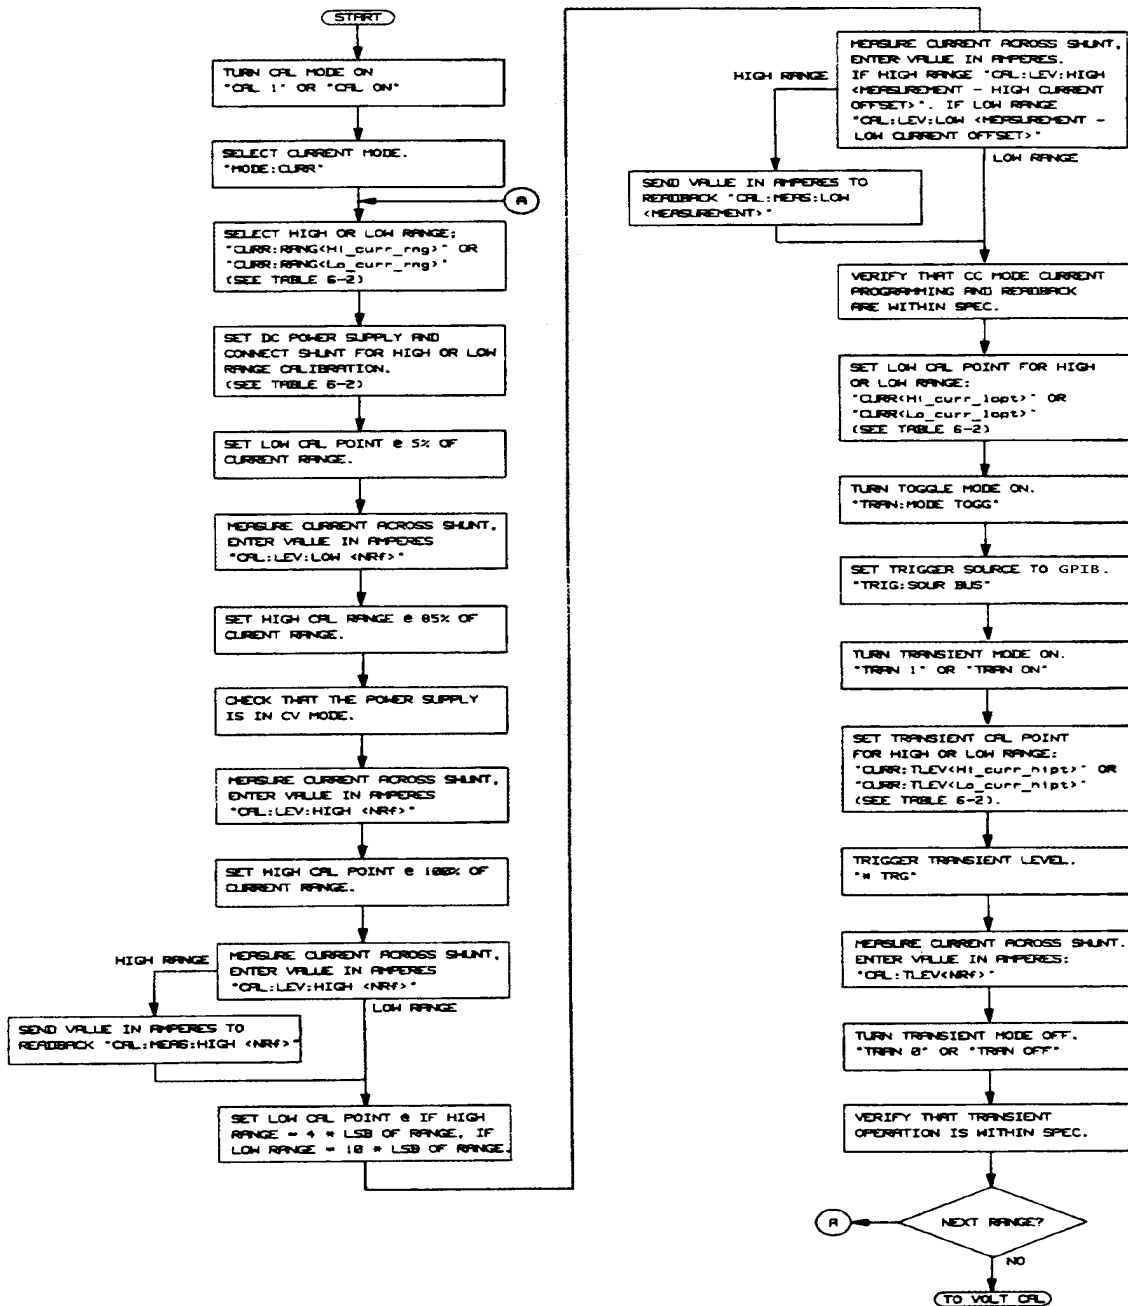 START
TURN CAL MODE ON
"CAL 1" OR "CAL ON"
SELECT CURRENT MODE.
"MODE:CURR"
A
SELECT HIGH OR LOW RANGE:
"CURR:RANG<Hi_curr_rng>" OR
"CURR:RANG<Lo_curr_rng>"
(SEE TABLE 6-2)
SET DC POWER SUPPLY AND
CONNECT SHUNT FOR HIGH OR LOW
RANGE CALIBRATION.
(SEE TABLE 6-2)
SET LOW CAL POINT @ 5% OF
CURRENT RANGE.
MEASURE CURRENT ACROSS SHUNT,
ENTER VALUE IN AMPERES
"CAL:LEV:LOW <NRf>"
SET HIGH CAL RANGE @ 85% OF
CURENT RANGE.
CHECK THAT THE POWER SUPPLY
IS IN CV MODE.
MEASURE CURRENT ACROSS SHUNT,
ENTER VALUE IN AMPERES
"CAL:LEV:HIGH <NRf>"
SET HIGH CAL POINT @ 100% OF
CURRENT RANGE.
HIGH RANGE
MEASURE CURRENT ACROSS SHUNT,
ENTER VALUE IN AMPERES
"CAL:LEV:HIGH <NRf>"
LOW RANGE
SEND VALUE IN AMPERES TO
READBACK "CAL:MEAS:HIGH <NRf>"
SET LOW CAL POINT @ IF HIGH
RANGE = 4 * LSB OF RANGE, IF
LOW RANGE = 10 * LSB OF RANGE.
HIGH RANGE
MEASURE CURRENT ACROSS SHUNT,
ENTER VALUE IN AMPERES.
IF HIGH RANGE "CAL:LEV:HIGH
<MEASUREMENT - HIGH CURRENT
OFFSET>". IF LOW RANGE
"CAL:LEV:LOW <MEASUREMENT -
LOW CURRENT OFFSET>"
LOW RANGE
SEND VALUE IN AMPERES TO
READBACK "CAL:MEAS:LOW
<MEASUREMENT>"
VERIFY THAT CC MODE CURRENT
PROGRAMMING AND READBACK
ARE WITHIN SPEC.
SET LOW CAL POINT FOR HIGH
OR LOW RANGE:
"CURR<Hi_curr_lopt>" OR
"CURR<Lo_curr_lopt>"
(SEE TABLE 6-2)
TURN TOGGLE MODE ON.
"TRAN:MODE TOGG"
SET TRIGGER SOURCE TO GPIB.
"TRIG:SOUR BUS"
TURN TRANSIENT MODE ON.
"TRAN 1" OR "TRAN ON"
SET TRANSIENT CAL POINT
FOR HIGH OR LOW RANGE:
"CURR:TLEV<Hi_curr_hipt>" OR
"CURR:TLEV<Lo_curr_hipt>"
(SEE TABLE 6-2).
TRIGGER TRANSIENT LEVEL.
"* TRG"
MEASURE CURRENT ACROSS SHUNT.
ENTER VALUE IN AMPERES:
"CAL:TLEV<NRf>"
TURN TRANSIENT MODE OFF.
"TRAN 0" OR "TRAN OFF"
VERIFY THAT TRANSIENT
OPERATION IS WITHIN SPEC.
NEXT RANGE?
A
NO
TO VOLT CAL